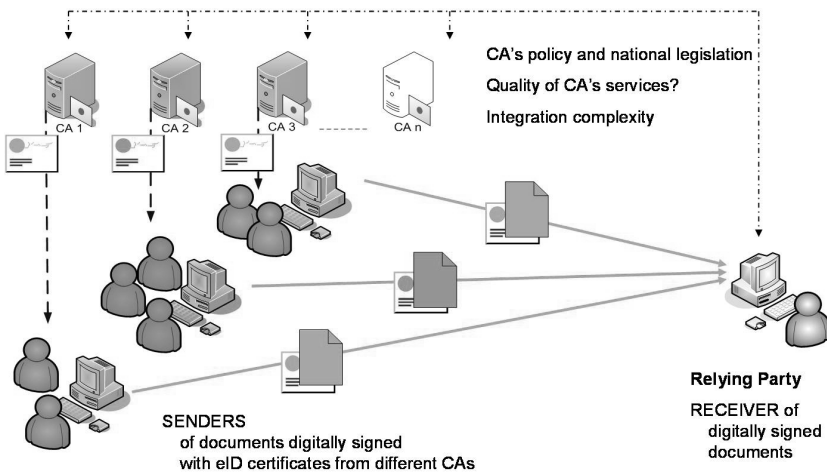 CA's policy and national legislation
Quality of CA's services?
Integration complexity
CA 1
CA 2
CA 3
CA n
Relying Party
RECEIVER of
digitally signed
documents
SENDERS
of documents digitally signed
with eID certificates from different CAs